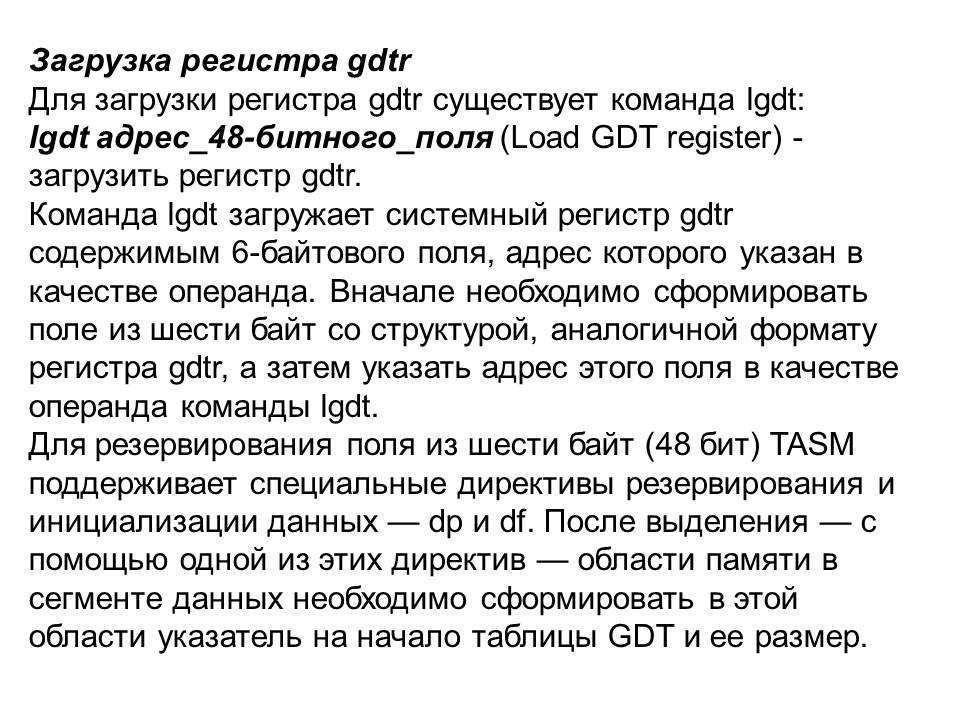 Загрузка регистра gdtr
Для загрузки регистра gdtr существует команда lgdt:
lgdt адрес_48-битного_поля (Load GDT register) -
загрузить регистр gdtr.
Команда lgdt загружает системный регистр gdtr
содержимым 6-байтового поля, адрес которого указан в
качестве операнда. Вначале необходимо сформировать
поле из шести байт со структурой, аналогичной формату
регистра gdtr, а затем указать адрес этого поля в качестве
операнда команды lgdt.
Для резервирования поля из шести байт (48 бит) TASM
поддерживает специальные директивы резервирования и
инициализации данных — dp и df. После выделения — с
помощью одной из этих директив — области памяти в
сегменте данных необходимо сформировать в этой
области указатель на начало таблицы GDT и ее размер.